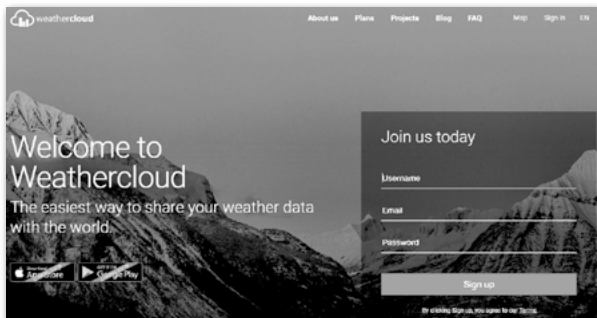 weathercloud
About us Plans Projects Blog FAQ Map Sign in EN
Welcome to
Weathercloud
The easiest way to share your weather data
with the world.
Join us today
Username
Email
Password
App Store
Google Play
Sign up
By clicking Sign up, you agree to our Terms.